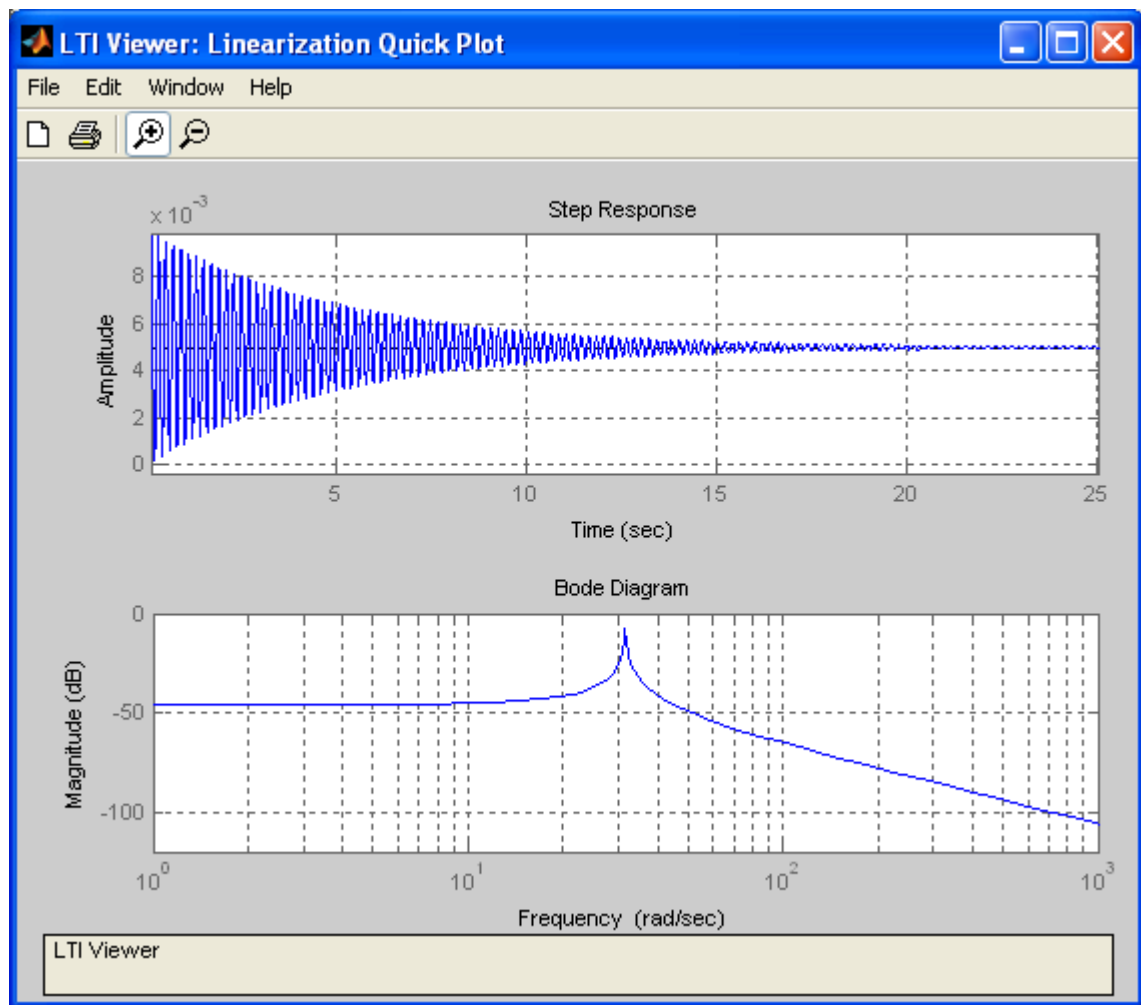 LTI Viewer: Linearization Quick Plot
File Edit Window Help
x 10^-3
Step Response
8
6
4
2
0
Amplitude
5 10 15 20 25
Time (sec)
Bode Diagram
0
-50
-100
Magnitude (dB)
10^0 10^1 10^2 10^3
Frequency (rad/sec)
LTI Viewer